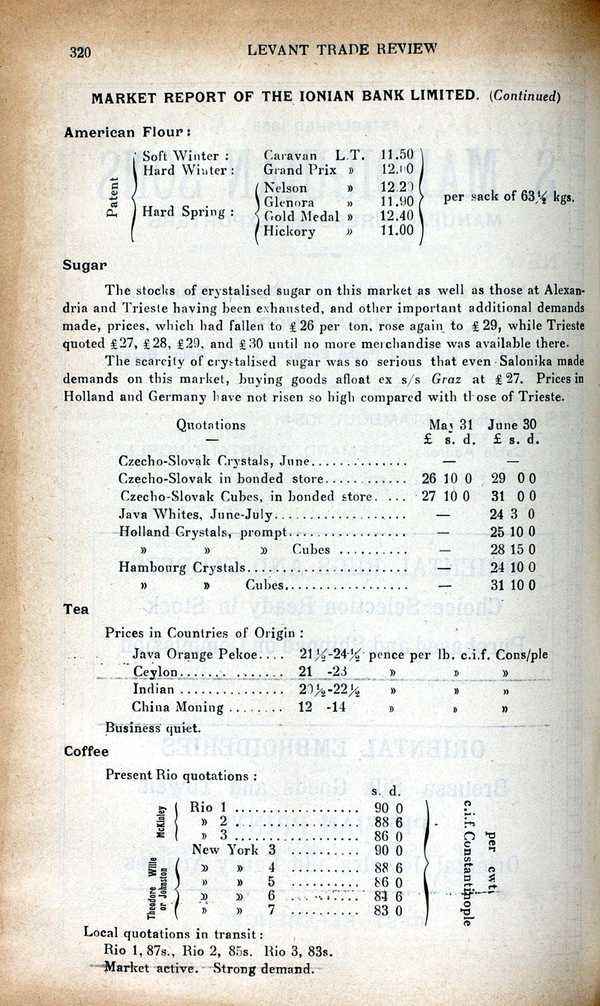 320 LEVANT TRADE REVIEW
MARKET REPORT OF THE IONIAN BANK LIMITED. (Continued)
American Flour:
Patent
Soft Winter : Caravan L.T. 11.50
Hard Winter : Grand Prix » 12.00
Nelson » 12.20
Hard Spring : Glenora » 11.90
Gold Medal » 12.40
Hickory » 11.00
per sack of 63½ kgs.
Sugar
The stocks of crystalised sugar on this market as well as those at Alexan-
dria and Trieste having been exhausted, and other important additional demands
made, prices, which had fallen to £26 per ton, rose again to £29, while Trieste
quoted £27, £28, £29, and £30 until no more merchandise was available there.
The scarcity of crystalised sugar was so serious that even Salonika made
demands on this market, buying goods afloat ex s/s Graz at £27. Prices in
Holland and Germany have not risen so high compared with those of Trieste.
Quotations May 31 June 30
— £ s. d. £ s. d.
Czecho-Slovak Crystals, June.............. — —
Czecho-Slovak in bonded store............ 26 10 0 29 0 0
Czecho-Slovak Cubes, in bonded store. .... 27 10 0 31 0 0
Java Whites, June-July................... — 24 3 0
Holland Crystals, prompt................. — 25 10 0
» » » Cubes .......... — 28 15 0
Hambourg Crystals........................ — 24 10 0
» » Cubes.................. — 31 10 0
Tea
Prices in Countries of Origin :
Java Orange Pekoe.... 21½-24½ pence per lb. c.i.f. Cons/ple
Ceylon............... 21 -23 » » »
Indian ............... 20½-22½ » » »
China Moning ........ 12 -14 » » »
Business quiet.
Coffee
Present Rio quotations :
s. d.
McKinley
Rio 1 .................. 90 0
» 2 .................. 88 6
» 3 .................. 86 0
Theodore Wille
or Johnston
New York 3 .......... 90 0
» » 4 .......... 88 6
» » 5 .......... 86 0
» » 6 .......... 84 6
» » 7 .......... 83 0
c.i.f. Constantinople
per cwt.
Local quotations in transit :
Rio 1, 87s., Rio 2, 85s. Rio 3, 83s.
Market active. Strong demand.